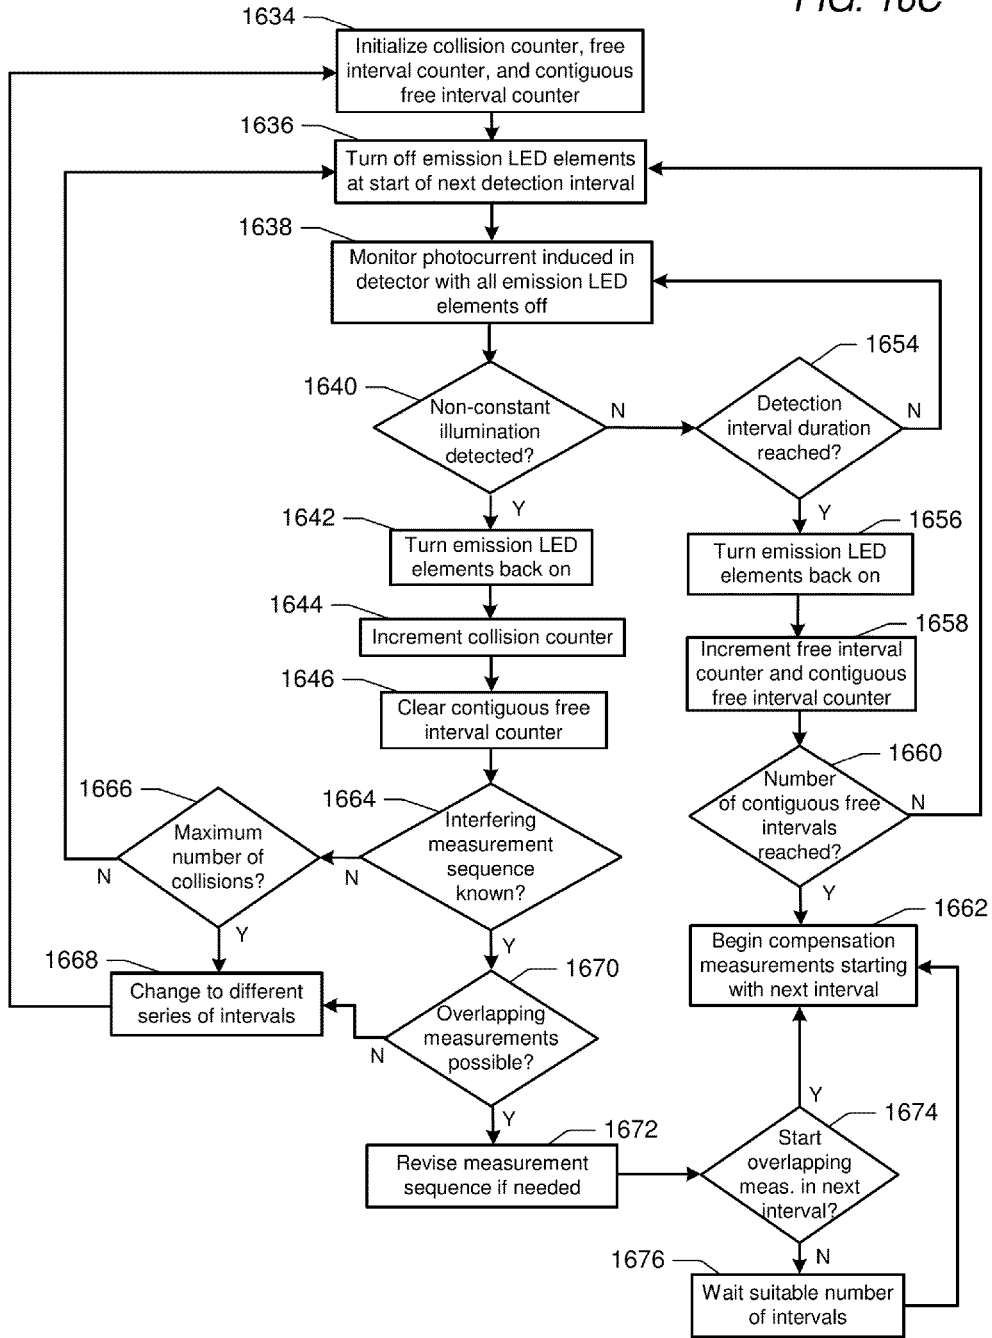 FIG. 16C
1634
Initialize collision counter, free
interval counter, and contiguous
free interval counter
1636
Turn off emission LED elements
at start of next detection interval
1638
Monitor photocurrent induced in
detector with all emission LED
elements off
1640
Non-constant
illumination
detected?
N
Y
1654
Detection
interval duration
reached?
N
Y
1642
Turn emission LED
elements back on
1656
Turn emission LED
elements back on
1644
Increment collision counter
1658
Increment free interval
counter and contiguous
free interval counter
1646
Clear contiguous free
interval counter
1660
Number
of contiguous free
intervals
reached?
N
Y
1664
Interfering
measurement
sequence
known?
N
Y
1666
Maximum
number of
collisions?
N
Y
1662
Begin compensation
measurements starting
with next interval
1668
Change to different
series of intervals
1670
Overlapping
measurements
possible?
N
Y
1672
Revise measurement
sequence if needed
1674
Start
overlapping
meas. in next
interval?
Y
N
1676
Wait suitable number
of intervals